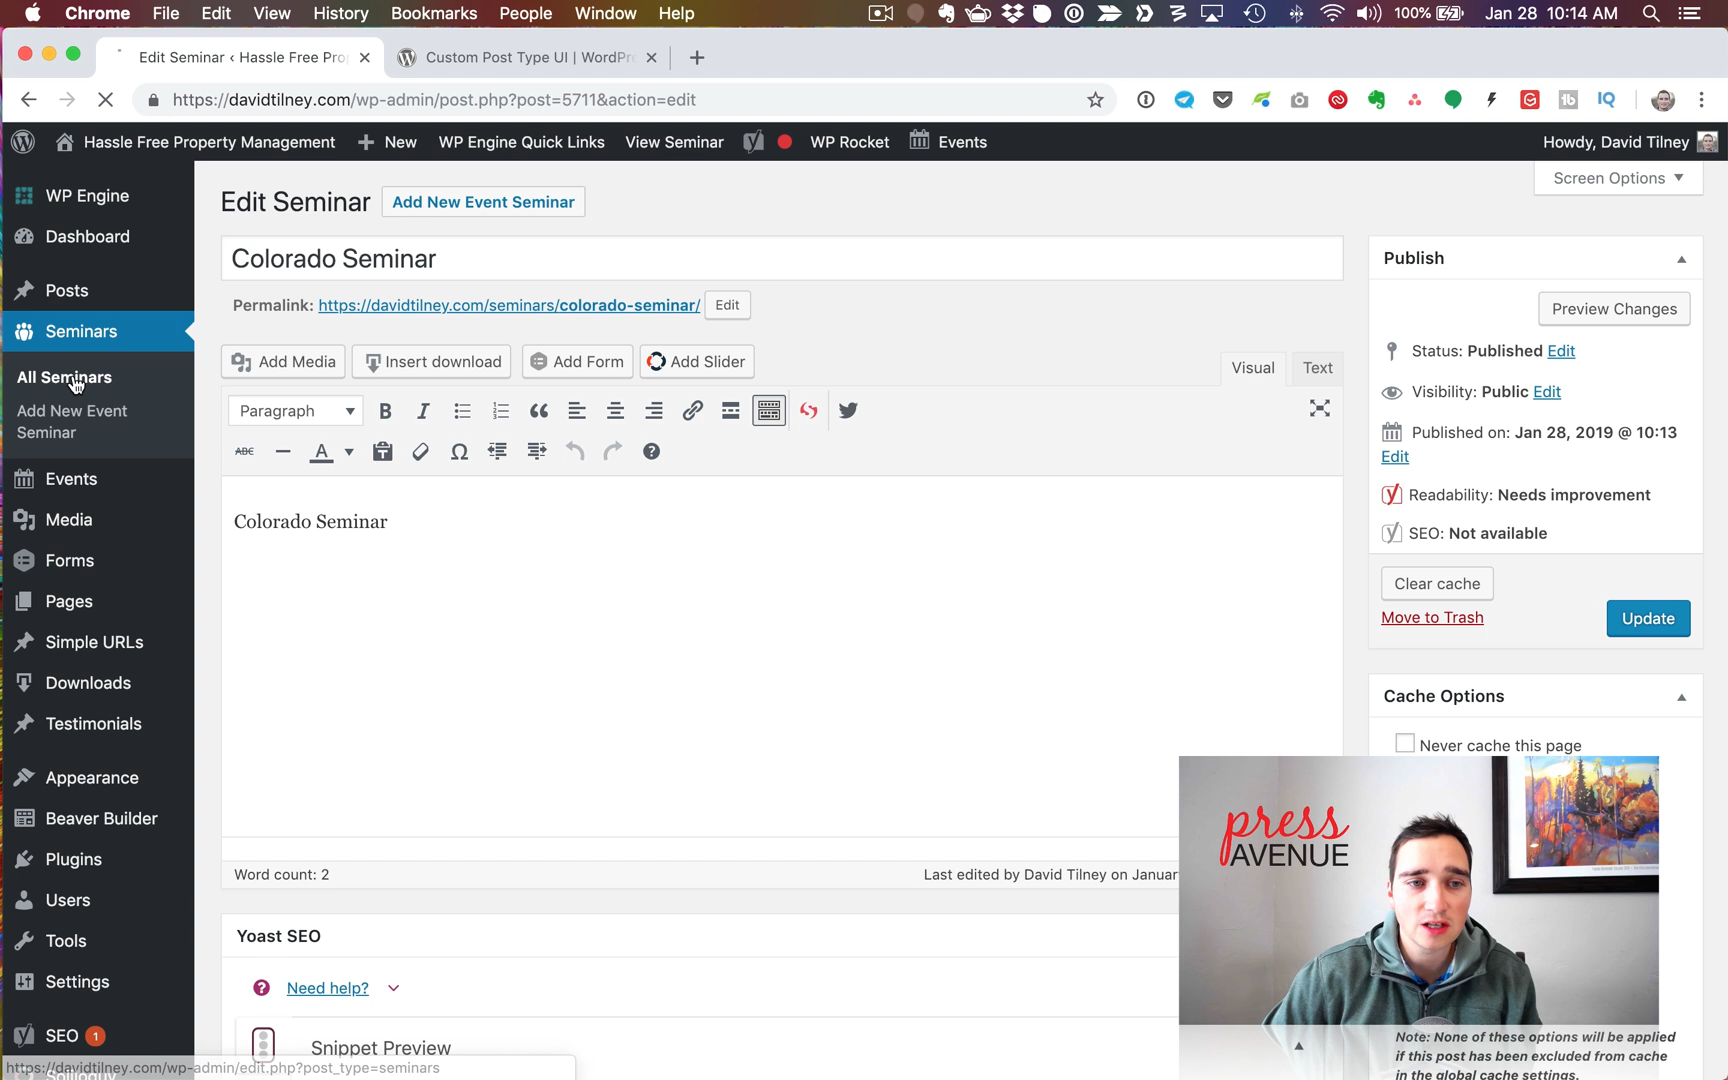 Chrome File Edit View History Bookmarks People Window Help 100% Jan 28 10:14 AM
Edit Seminar ‹ Hassle Free Pro
Custom Post Type UI | WordPre
https://davidtilney.com/wp-admin/post.php?post=5711&action=edit
Hassle Free Property Management New WP Engine Quick Links View Seminar WP Rocket Events Howdy, David Tilney
Screen Options
WP Engine
Dashboard
Posts
Seminars
All Seminars
Add New Event
Seminar
Events
Media
Forms
Pages
Simple URLs
Downloads
Testimonials
Appearance
Beaver Builder
Plugins
Users
Tools
Settings
SEO 1
https://davidtilney.com/wp-admin/edit.php?post_type=seminars
Edit Seminar Add New Event Seminar
Colorado Seminar
Permalink: https://davidtilney.com/seminars/colorado-seminar/ Edit
Add Media Insert download Add Form Add Slider
Visual Text
Paragraph B I
ABC A
Colorado Seminar
Word count: 2
Last edited by David Tilney on Januar
Yoast SEO
Need help?
Snippet Preview
Publish
Preview Changes
Status: Published Edit
Visibility: Public Edit
Published on: Jan 28, 2019 @ 10:13
Edit
Readability: Needs improvement
SEO: Not available
Clear cache
Move to Trash
Update
Cache Options
Never cache this page
press
AVENUE
Note: None of these options will be applied
if this post has been excluded from cache
in the global cache settings.